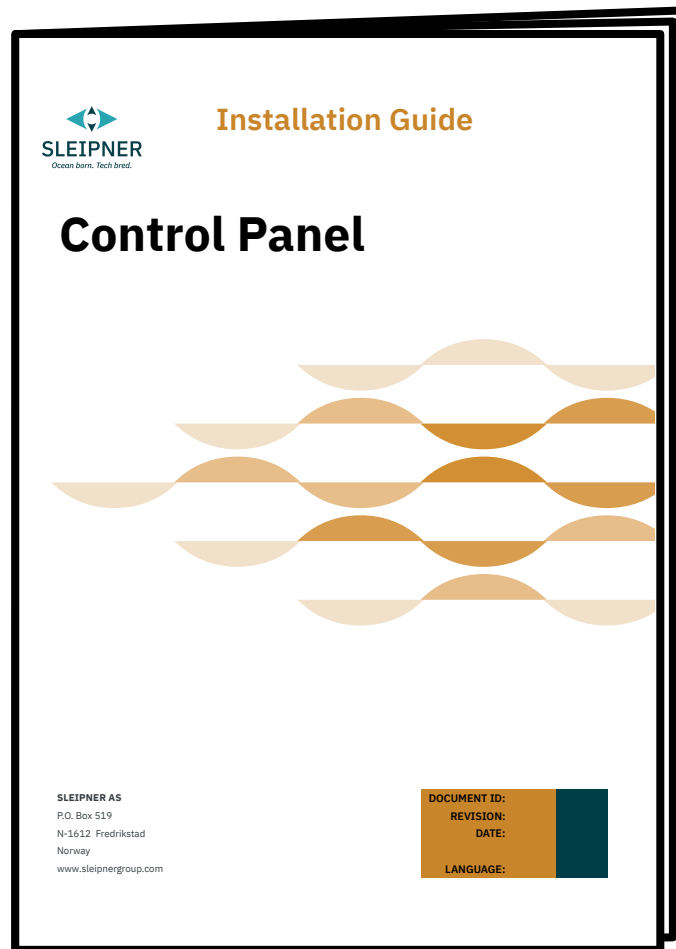 Installation Guide
SLEIPNER
Ocean born. Tech bred.
Control Panel
SLEIPNER AS
P.O. Box 519
N-1612 Fredrikstad
Norway
www.sleipnergroup.com
DOCUMENT ID:
REVISION:
DATE:
LANGUAGE: